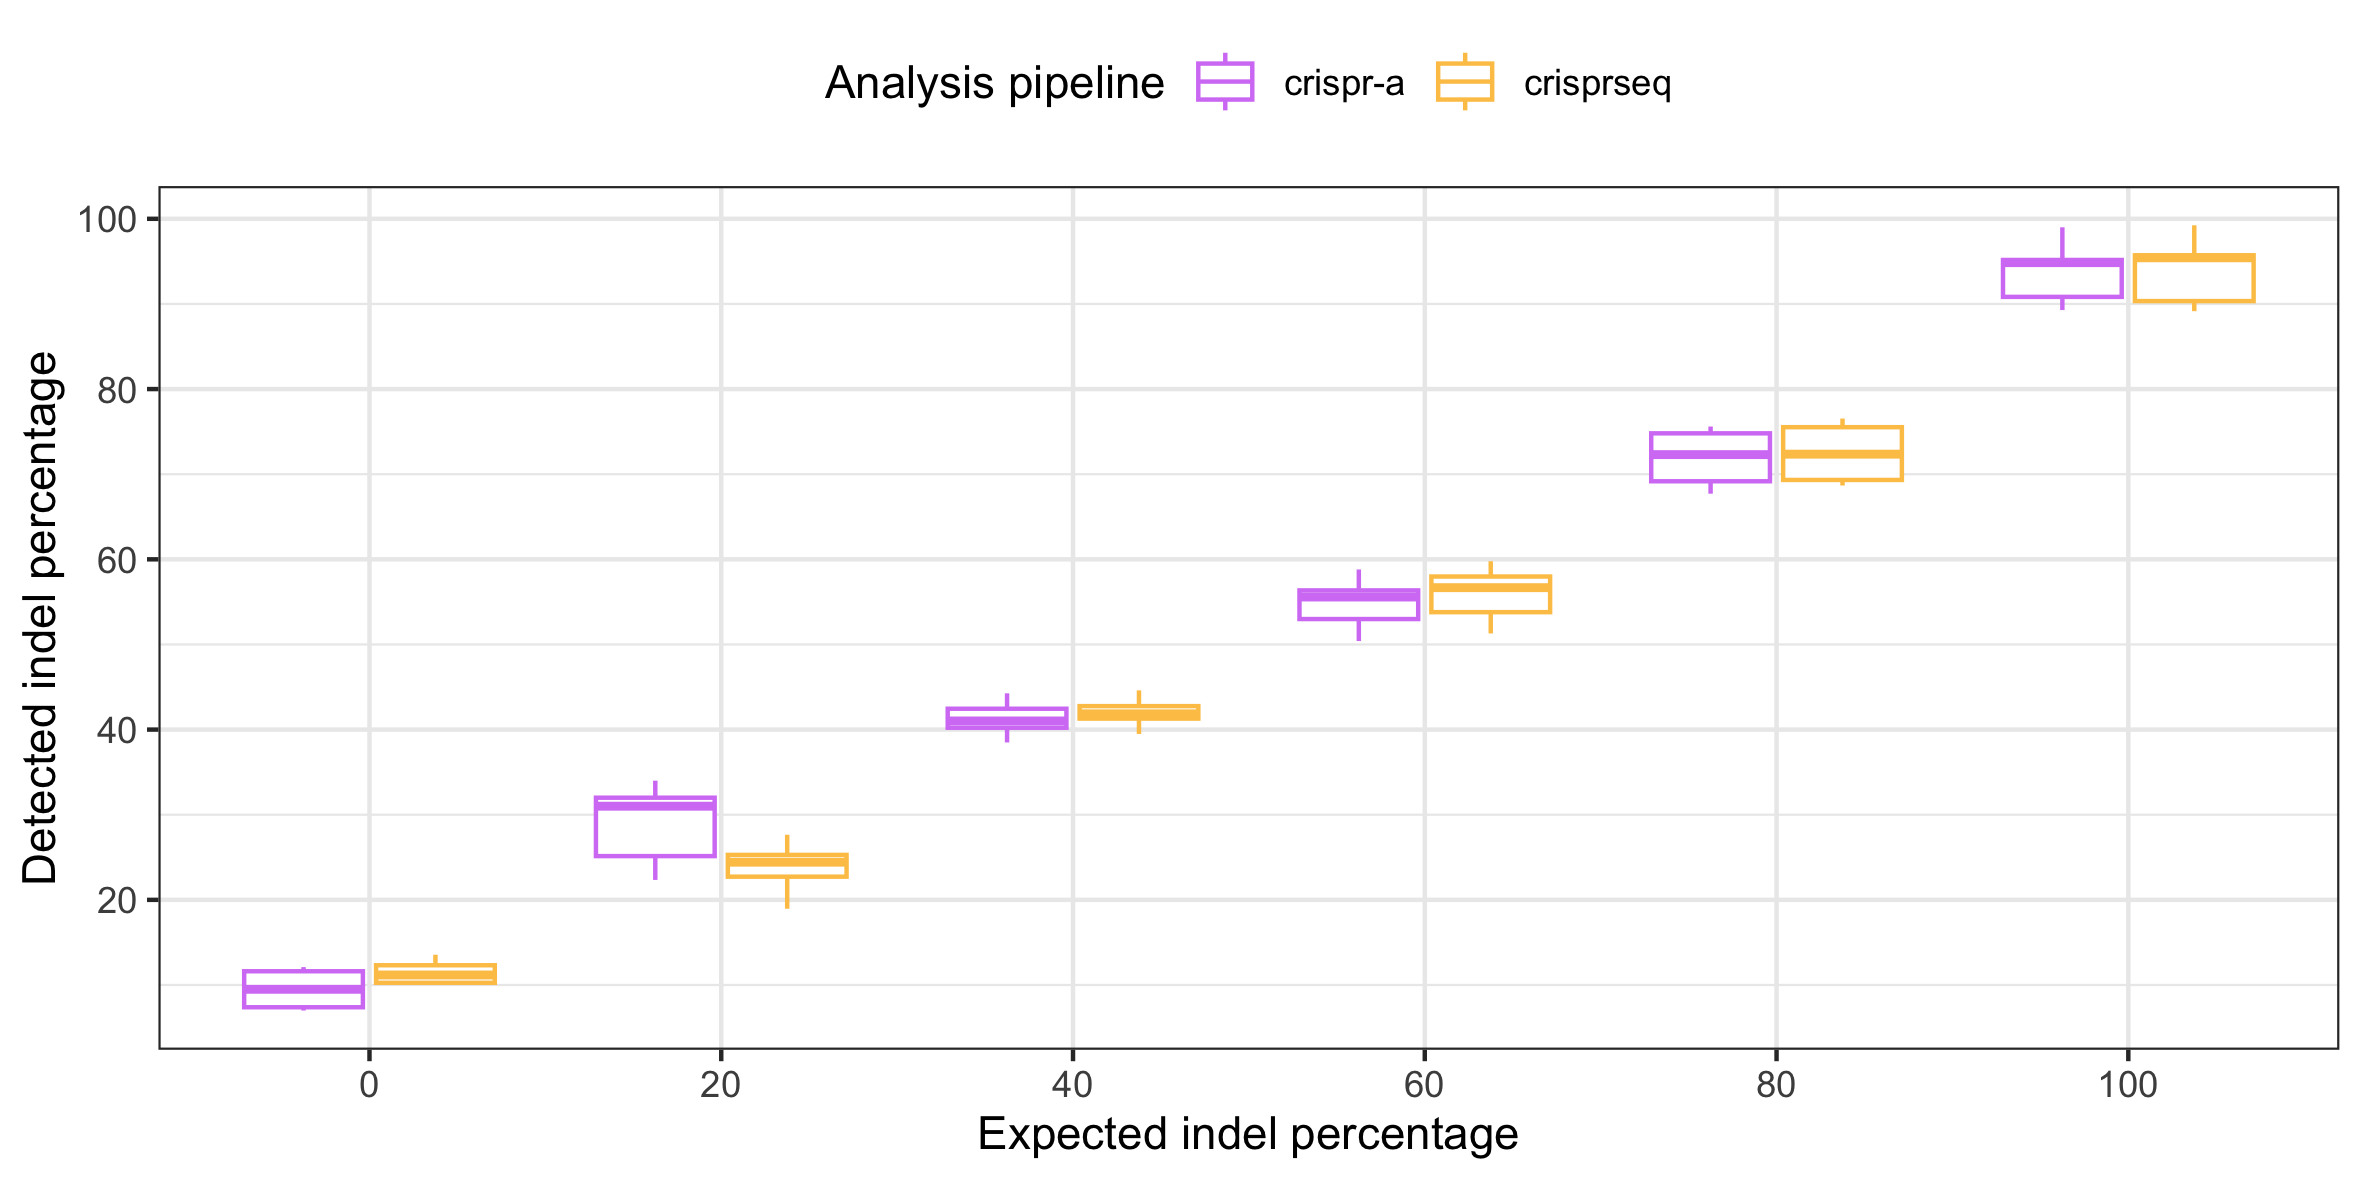 Analysis pipeline crispr-a crisprseq
100
80
60
40
20
Detected indel percentage
0 20 40 60 80 100
Expected indel percentage